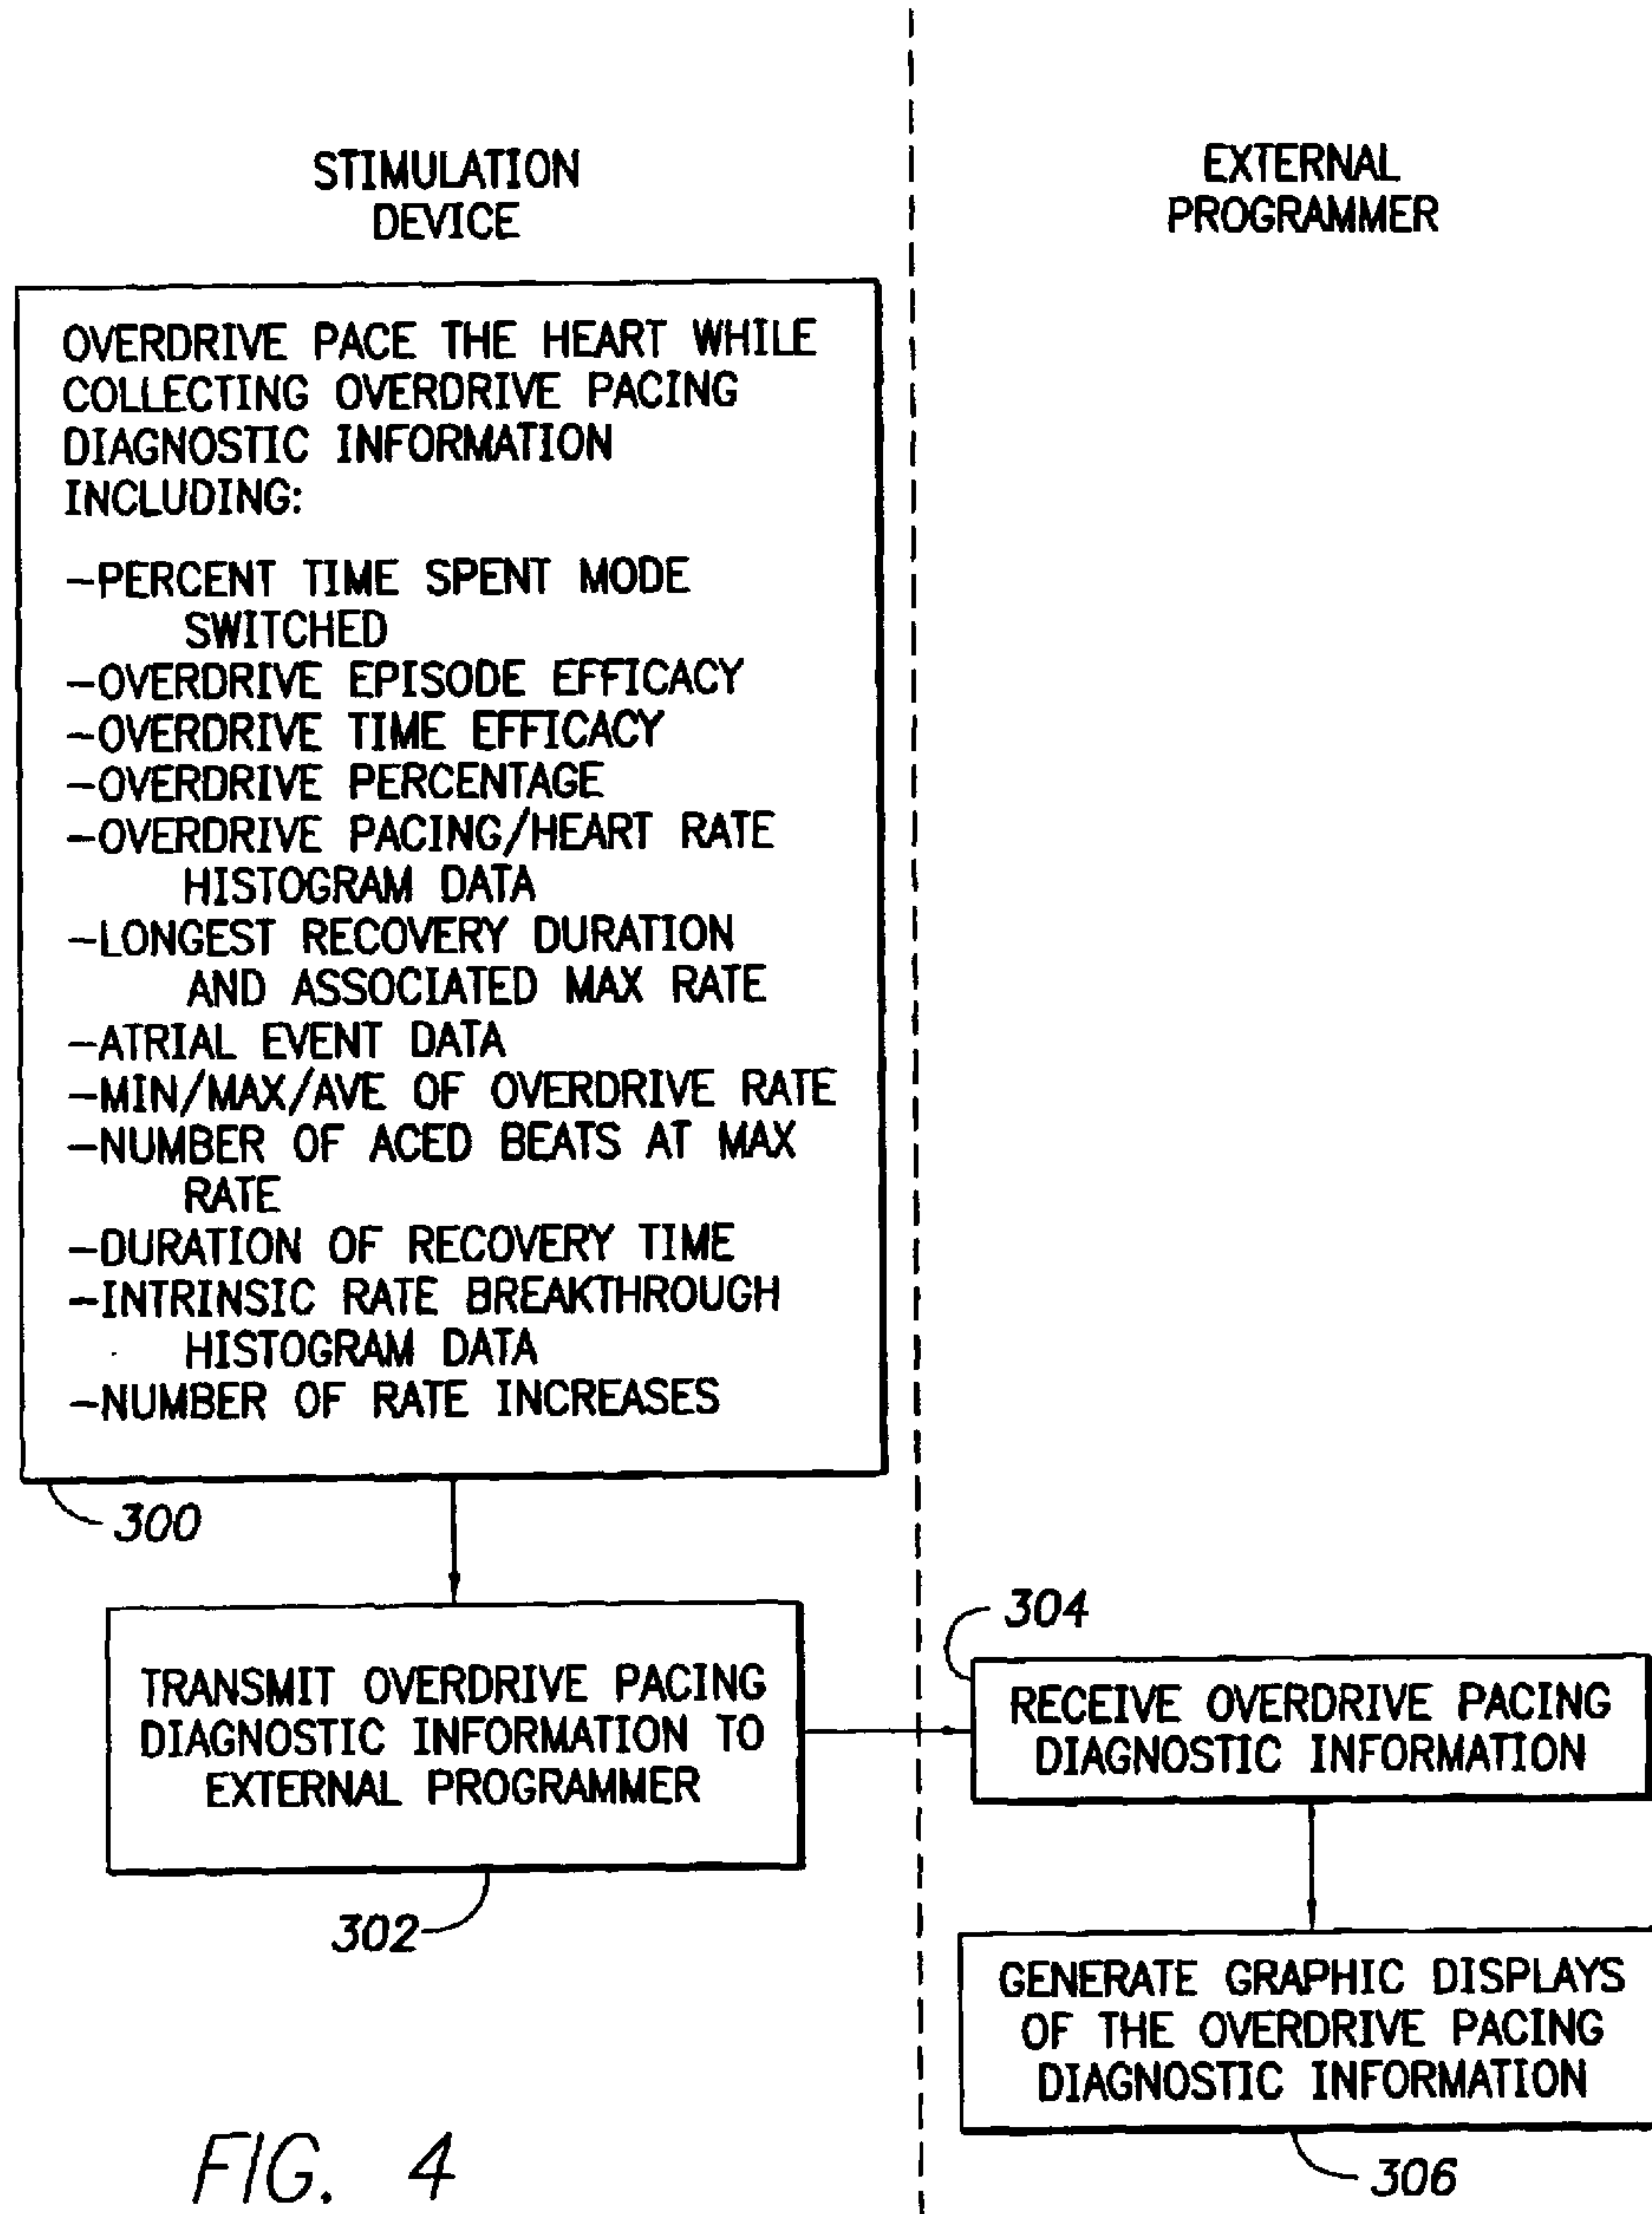 STIMULATION
DEVICE
EXTERNAL
PROGRAMMER
OVERDRIVE PACE THE HEART WHILE
COLLECTING OVERDRIVE PACING
DIAGNOSTIC INFORMATION
INCLUDING:
-PERCENT TIME SPENT MODE
SWITCHED
-OVERDRIVE EPISODE EFFICACY
-OVERDRIVE TIME EFFICACY
-OVERDRIVE PERCENTAGE
-OVERDRIVE PACING/HEART RATE
HISTOGRAM DATA
-LONGEST RECOVERY DURATION
AND ASSOCIATED MAX RATE
-ATRIAL EVENT DATA
-MIN/MAX/AVE OF OVERDRIVE RATE
-NUMBER OF ACED BEATS AT MAX
RATE
-DURATION OF RECOVERY TIME
-INTRINSIC RATE BREAKTHROUGH
HISTOGRAM DATA
-NUMBER OF RATE INCREASES
300
TRANSMIT OVERDRIVE PACING
DIAGNOSTIC INFORMATION TO
EXTERNAL PROGRAMMER
302
304
RECEIVE OVERDRIVE PACING
DIAGNOSTIC INFORMATION
GENERATE GRAPHIC DISPLAYS
OF THE OVERDRIVE PACING
DIAGNOSTIC INFORMATION
306
FIG. 4